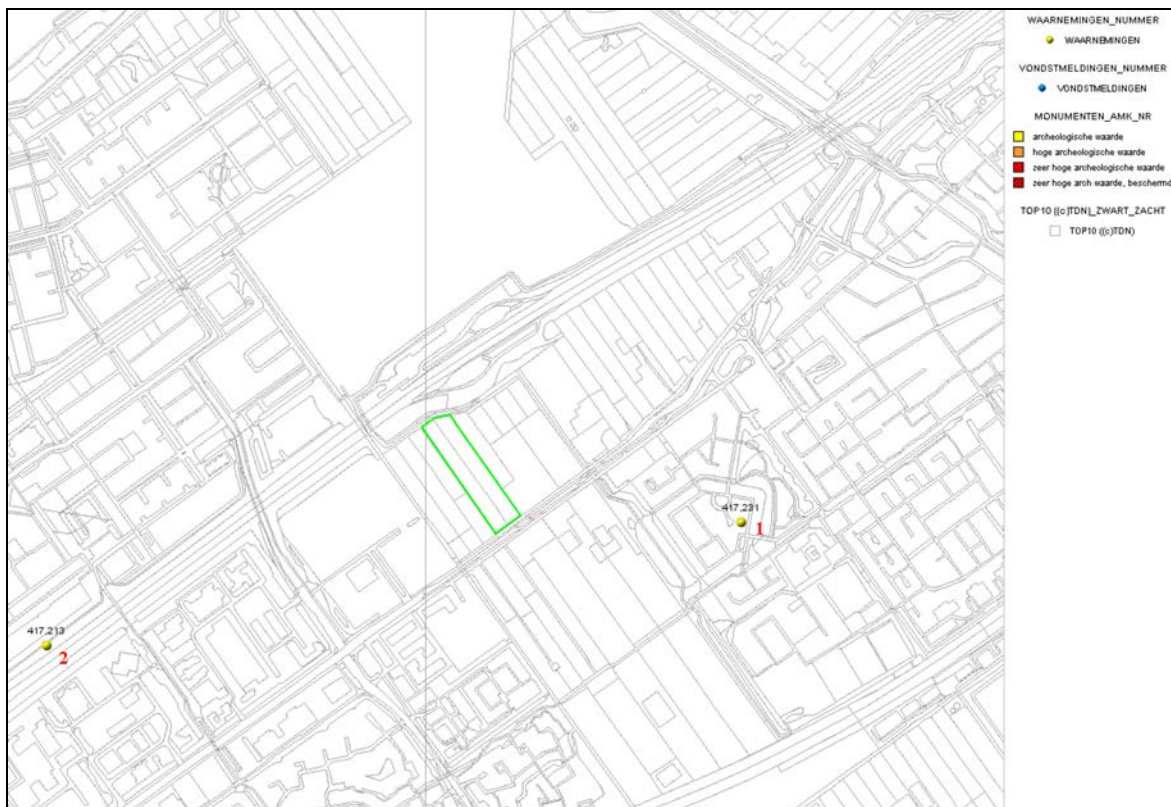 WAARNEMINGEN_NUMMER
WAARNEMINGEN
VONDSTMELDINGEN_NUMMER
VONDSTMELDINGEN
MONUMENTEN_AMK_NR
archeologische waarde
hoge archeologische waarde
zeer hoge archeologische waarde
zeer hoge arch waarde, beschermd
TOP10 ((c)TDN)_ZWART_ZACHT
TOP10 ((c)TDN)
417,231
1
417,213
2